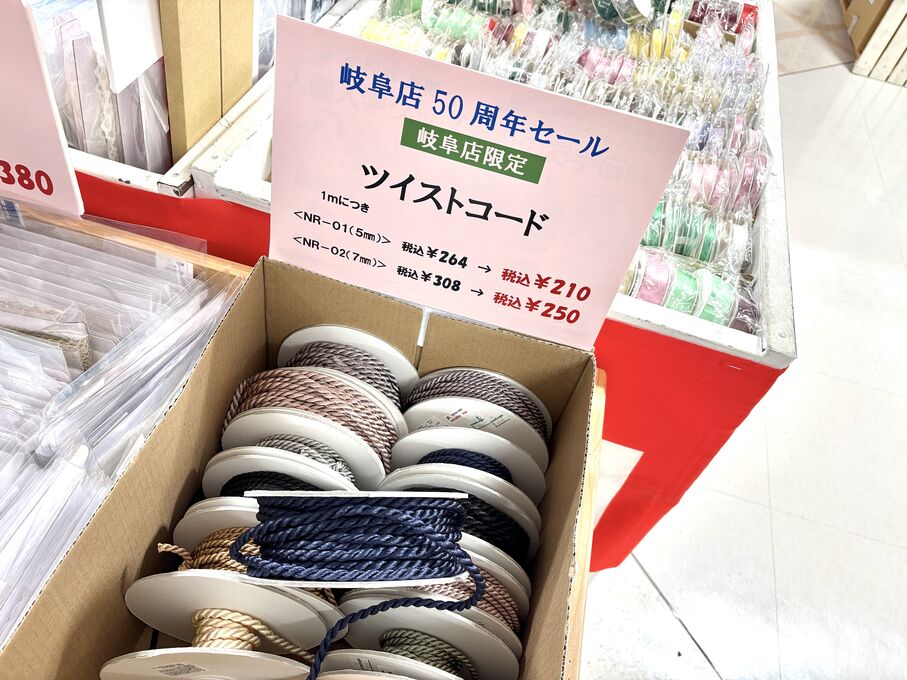 岐阜店50周年セール
岐阜店限定
ツイストコード
1mにつき
<NR-01(5㎜)> 税込¥264 → 税込¥210
<NR-02(7㎜)> 税込¥308 → 税込¥250
380